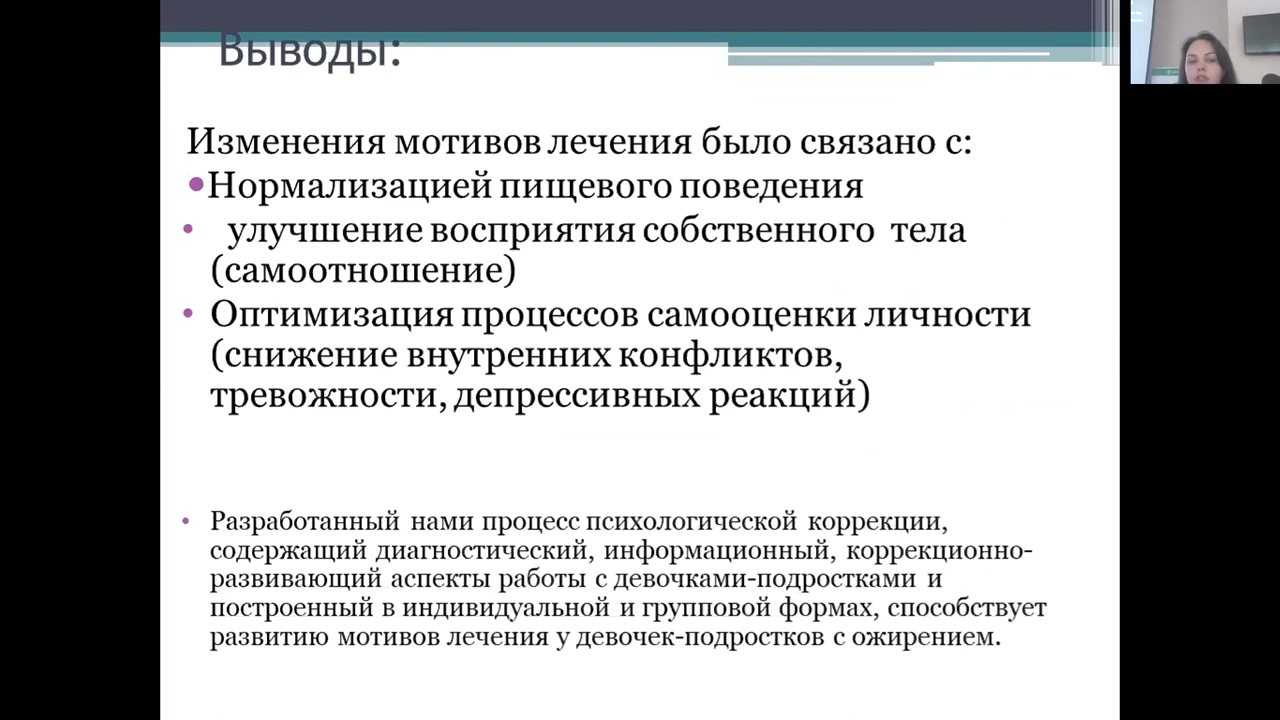 Выводы:
Изменения мотивов лечения было связано с:
•Нормализацией пищевого поведения
• улучшение восприятия собственного тела
(самоотношение)
• Оптимизация процессов самооценки личности
(снижение внутренних конфликтов,
тревожности, депрессивных реакций)
• Разработанный нами процесс психологической коррекции,
содержащий диагностический, информационный, коррекционно-
развивающий аспекты работы с девочками-подростками и
построенный в индивидуальной и групповой формах, способствует
развитию мотивов лечения у девочек-подростков с ожирением.